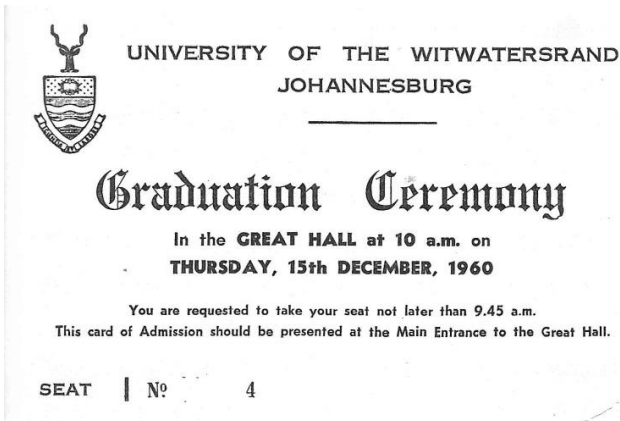 UNIVERSITY OF THE WITWATERSRAND
JOHANNESBURG
Graduation Ceremony
In the GREAT HALL at 10 a.m. on
THURSDAY, 15th DECEMBER, 1960
You are requested to take your seat not later than 9.45 a.m.
This card of Admission should be presented at the Main Entrance to the Great Hall.
SEAT | Nº 4